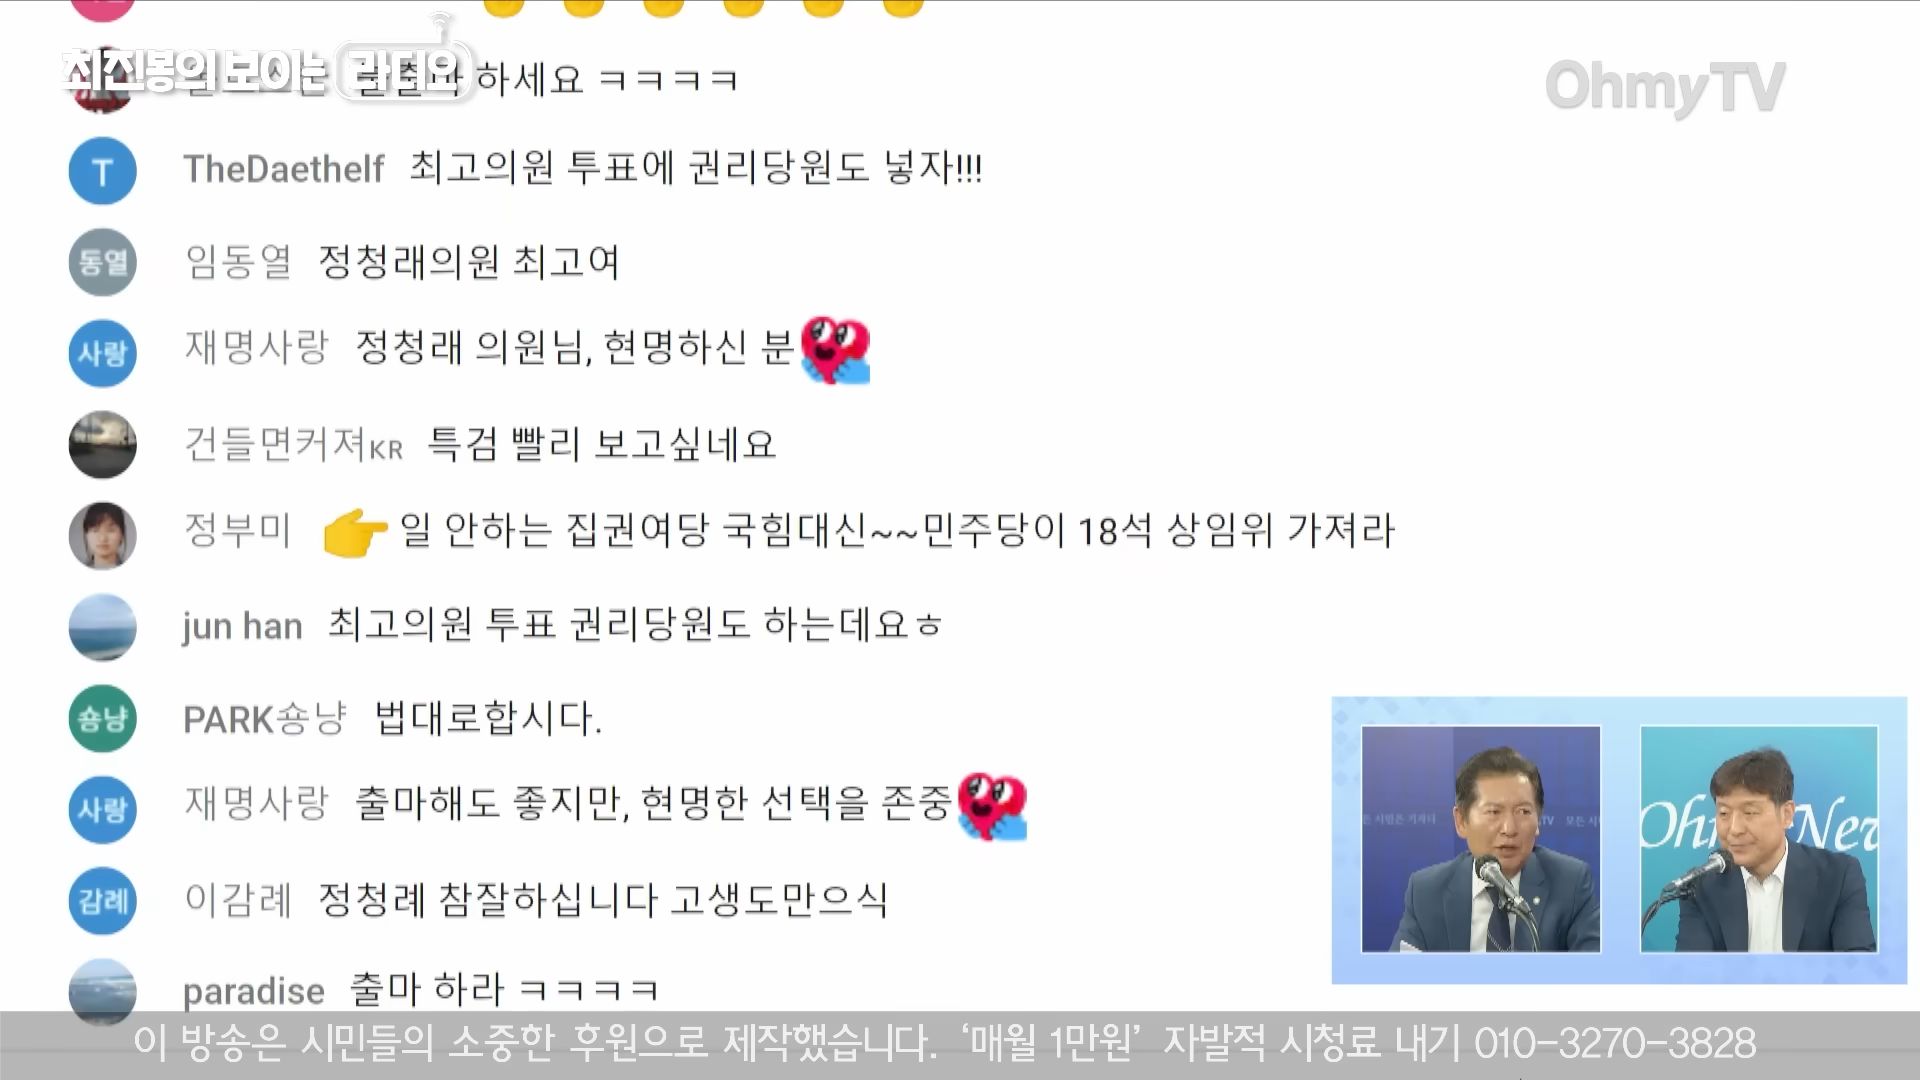 최진봉의 보이는 라디오
OhmyTV
하세요 ㅋㅋㅋㅋ
T TheDaethelf 최고의원 투표에 권리당원도 넣자!!!
동열 임동열 정청래의원 최고여
사랑 재명사랑 정청래 의원님, 현명하신 분
건들면커져KR 특검 빨리 보고싶네요
정부미 일 안하는 집권여당 국힘대신~~민주당이 18석 상임위 가져라
jun han 최고의원 투표 권리당원도 하는데요ㅎ
숑냥 PARK숑냥 법대로합시다.
사랑 재명사랑 출마해도 좋지만, 현명한 선택을 존중
감례 이감례 정청례 참잘하십니다 고생도만으식
paradise 출마 하라 ㅋㅋㅋㅋ
이 방송은 시민들의 소중한 후원으로 제작했습니다. ‘매월 1만원’ 자발적 시청료 내기 010-3270-3828